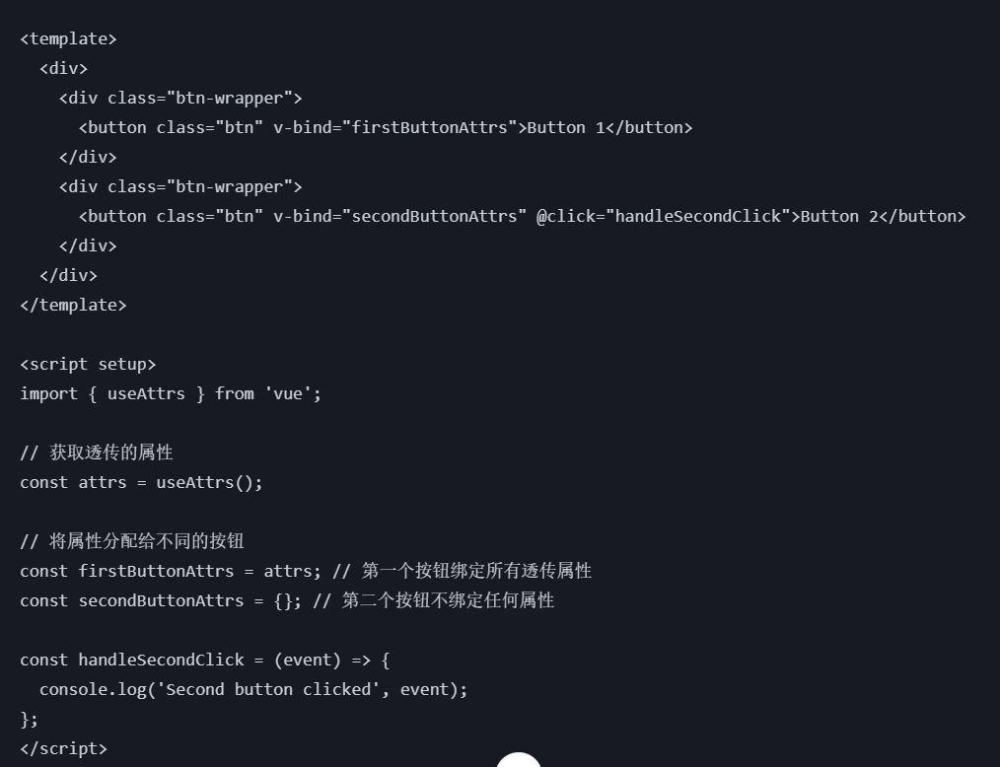 <template>
  <div>
    <div class="btn-wrapper">
      <button class="btn" v-bind="firstButtonAttrs">Button 1</button>
    </div>
    <div class="btn-wrapper">
      <button class="btn" v-bind="secondButtonAttrs" @click="handleSecondClick">Button 2</button>
    </div>
  </div>
</template>

<script setup>
import { useAttrs } from 'vue';

// 获取透传的属性
const attrs = useAttrs();

// 将属性分配给不同的按钮
const firstButtonAttrs = attrs; // 第一个按钮绑定所有透传属性
const secondButtonAttrs = {}; // 第二个按钮不绑定任何属性

const handleSecondClick = (event) => {
  console.log('Second button clicked', event);
};
</script>